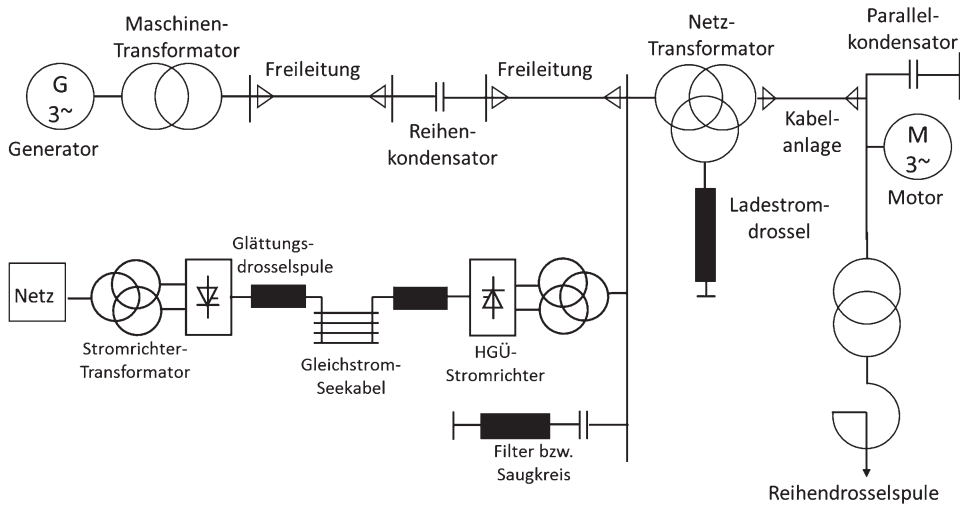 Maschinen-
Transformator
G
3~
Generator
Freileitung
Reihen-
kondensator
Freileitung
Netz-
Transformator
Parallel-
kondensator
Kabel-
anlage
M
3~
Motor
Ladestrom-
drossel
Netz
Stromrichter-
Transformator
Glättungs-
drosselspule
Gleichstrom-
Seekabel
HGÜ-
Stromrichter
Filter bzw.
Saugkreis
Reihendrosselspule